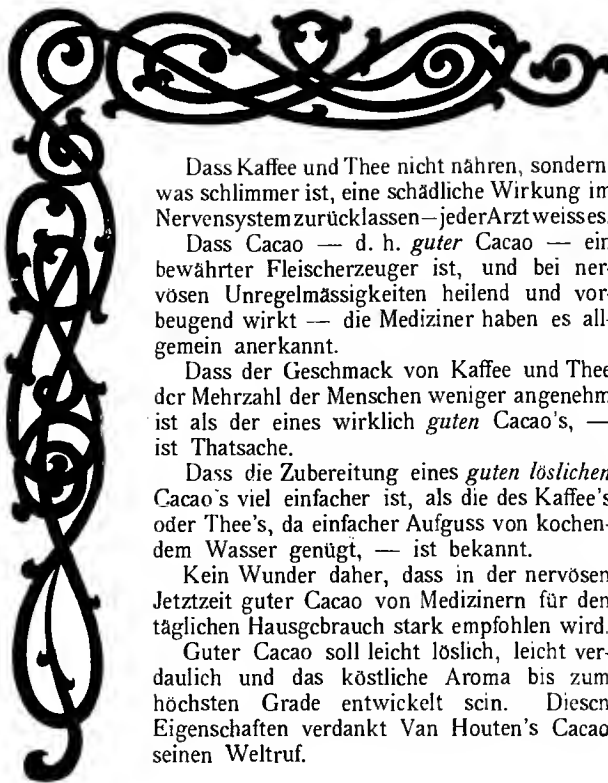 Dass Kaffee und Thee nicht nähren, sondern
was schlimmer ist, eine schädliche Wirkung im
Nervensystem zurücklassen—jeder Arzt weiss es
Dass Cacao — d. h. guter Cacao — ein
bewährter Fleischerzeuger ist, und bei ner-
vösen Unregelmässigkeiten heilend und vor-
beugend wirkt — die Mediziner haben es all-
gemein anerkannt.
Dass der Geschmack von Kaffee und Thee
der Mehrzahl der Menschen weniger angenehm
ist als der eines wirklich guten Cacao's, —
ist Thatsache.
Dass die Zubereitung eines guten löslichen
Cacao's viel einfacher ist, als die des Kaffee's
oder Thee's, da einfacher Aufguss von kochen-
dem Wasser genügt, — ist bekannt.
Kein Wunder daher, dass in der nervösen
Jetztzeit guter Cacao von Medizinern für den
täglichen Hausgebrauch stark empfohlen wird.
Guter Cacao soll leicht löslich, leicht ver-
daulich und das köstliche Aroma bis zum
höchsten Grade entwickelt sein. Diesen
Eigenschaften verdankt Van Houten's Cacao
seinen Weltruf.